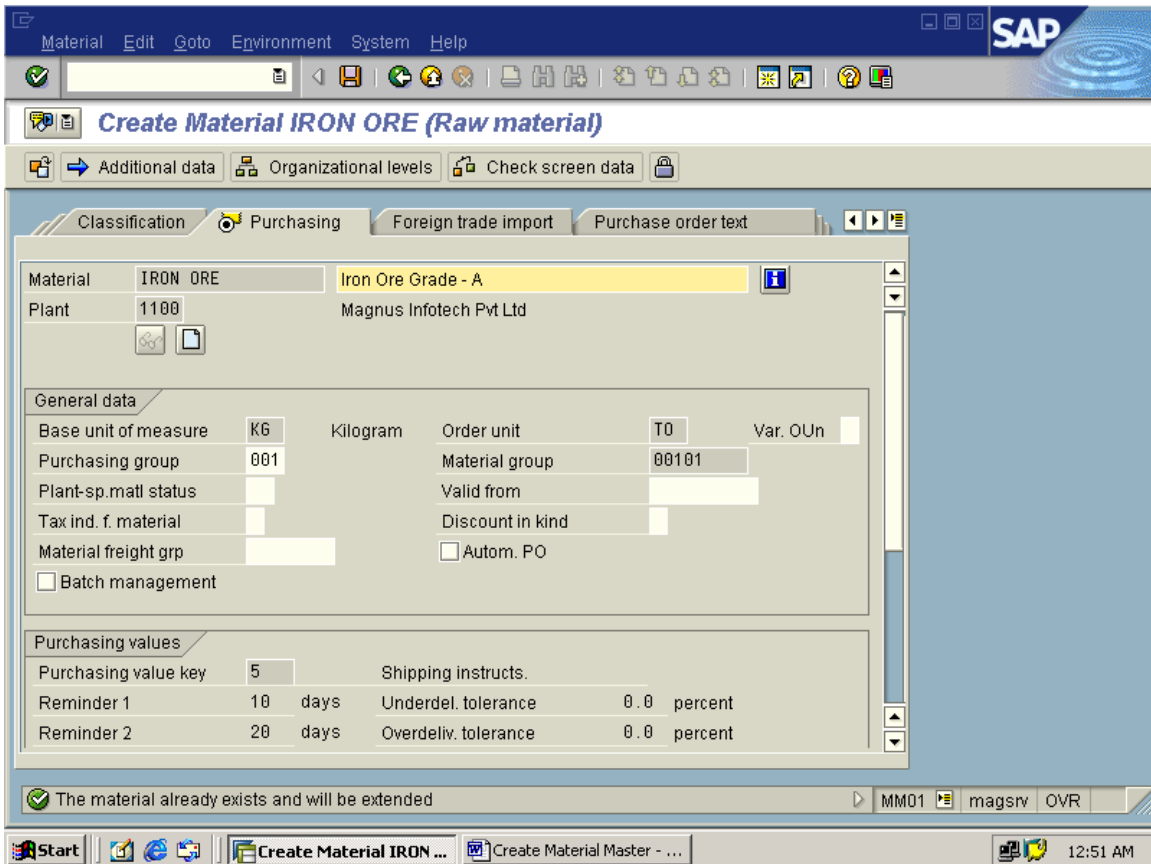 Material Edit Goto Environment System Help
SAP
Create Material IRON ORE (Raw material)
Additional data Organizational levels Check screen data
Classification Purchasing Foreign trade import Purchase order text
Material IRON ORE Iron Ore Grade - A
Plant 1100 Magnus Infotech Pvt Ltd
General data
Base unit of measure KG Kilogram Order unit TO Var. OUn
Purchasing group 001 Material group 00101
Plant-sp.matl status Valid from
Tax ind. f. material Discount in kind
Material freight grp Autom. PO
Batch management
Purchasing values
Purchasing value key 5 Shipping instructs.
Reminder 1 10 days Underdel. tolerance 0.0 percent
Reminder 2 20 days Overdeliv. tolerance 0.0 percent
The material already exists and will be extended MM01 magsrv OVR
Start Create Material IRON ... Create Material Master - ... 12:51 AM